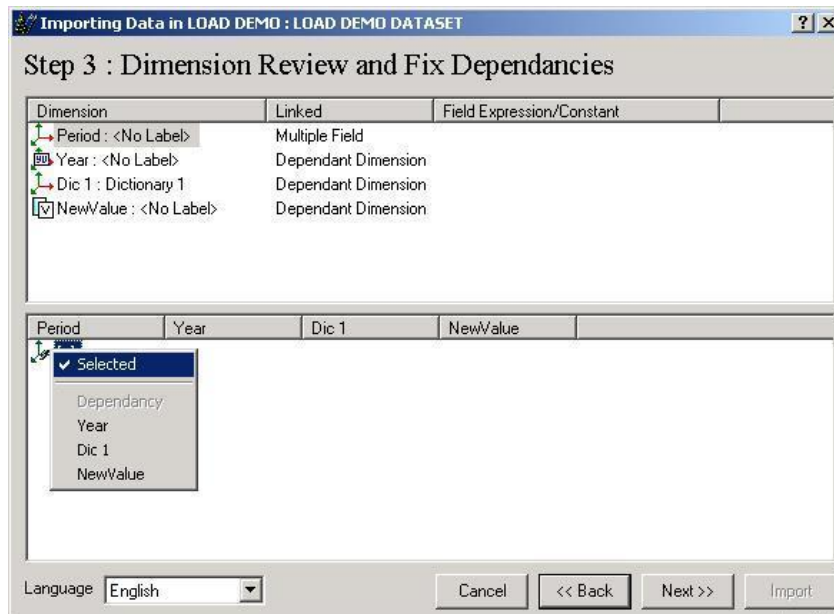 Importing Data in LOAD DEMO : LOAD DEMO DATASET
Step 3 : Dimension Review and Fix Dependancies
Dimension Linked Field Expression/Constant
Period : <No Label> Multiple Field
Year : <No Label> Dependant Dimension
Dic 1 : Dictionary 1 Dependant Dimension
NewValue : <No Label> Dependant Dimension
Period Year Dic 1 NewValue
Selected
Dependancy
Year
Dic 1
NewValue
Language English Cancel << Back Next >> Import